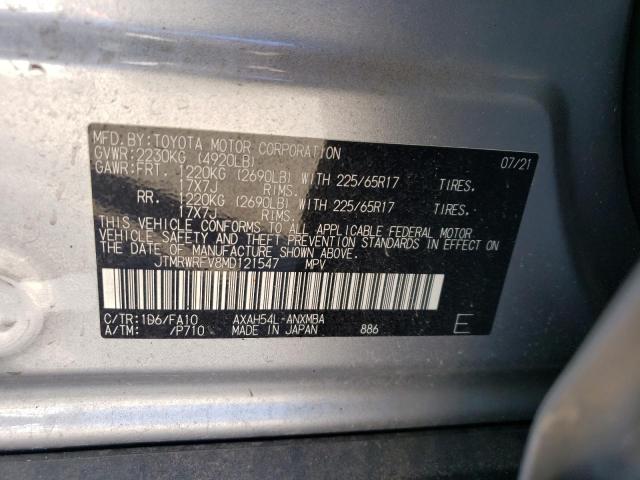 MFD. BY: TOYOTA MOTOR CORPORATION 07/21
GVWR: 2230KG (4920LB)
GAWR: FRT. 1220KG (2690LB) WITH 225/65R17 TIRES.
17X7J RIMS.
RR. 1220KG (2690LB) WITH 225/65R17 TIRES.
17X7J RIMS.
THIS VEHICLE CONFORMS TO ALL APPLICABLE FEDERAL MOTOR
VEHICLE SAFETY AND THEFT PREVENTION STANDARDS IN EFFECT
ON THE DATE OF MANUFACTURE SHOWN ABOVE.
JTMRWRFV8MD121547 MPV
C/TR: 1D6/FA10 AXAH54L-ANXMBA
A/TM: /P710 MADE IN JAPAN 886 E